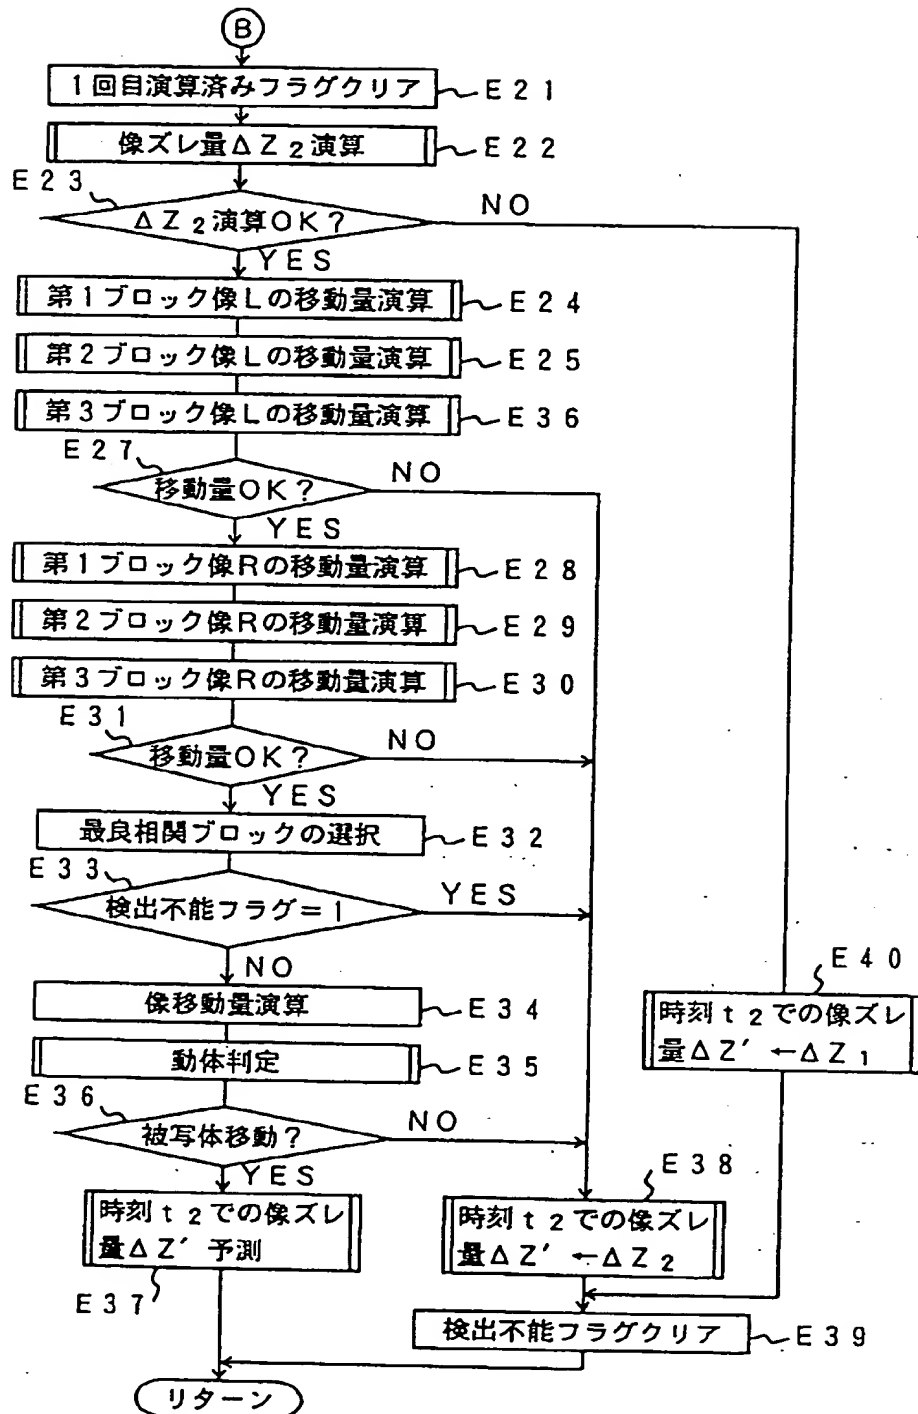 B
1回目演算済みフラグクリア
E21
像ズレ量ΔZ2演算
E22
E23
ΔZ2演算OK?
NO
YES
第1ブロック像Lの移動量演算
E24
第2ブロック像Lの移動量演算
E25
第3ブロック像Lの移動量演算
E36
E27
移動量OK?
NO
YES
第1ブロック像Rの移動量演算
E28
第2ブロック像Rの移動量演算
E29
第3ブロック像Rの移動量演算
E30
E31
移動量OK?
NO
YES
最良相関ブロックの選択
E32
E33
検出不能フラグ=1
YES
NO
像移動量演算
E34
動体判定
E35
E36
被写体移動?
NO
YES
時刻t2での像ズレ
量ΔZ′予測
E37
E38
時刻t2での像ズレ
量ΔZ′←ΔZ2
E40
時刻t2での像ズレ
量ΔZ′←ΔZ1
検出不能フラグクリア
E39
リターン